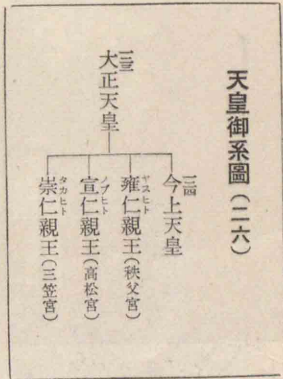 天皇御系圖(二六)
一二三
大正天皇
一二四
今上天皇
ヤスヒト
雍仁親王(秩父宮)
ノブヒト
宣仁親王(高松宮)
タカヒト
崇仁親王(三笠宮)